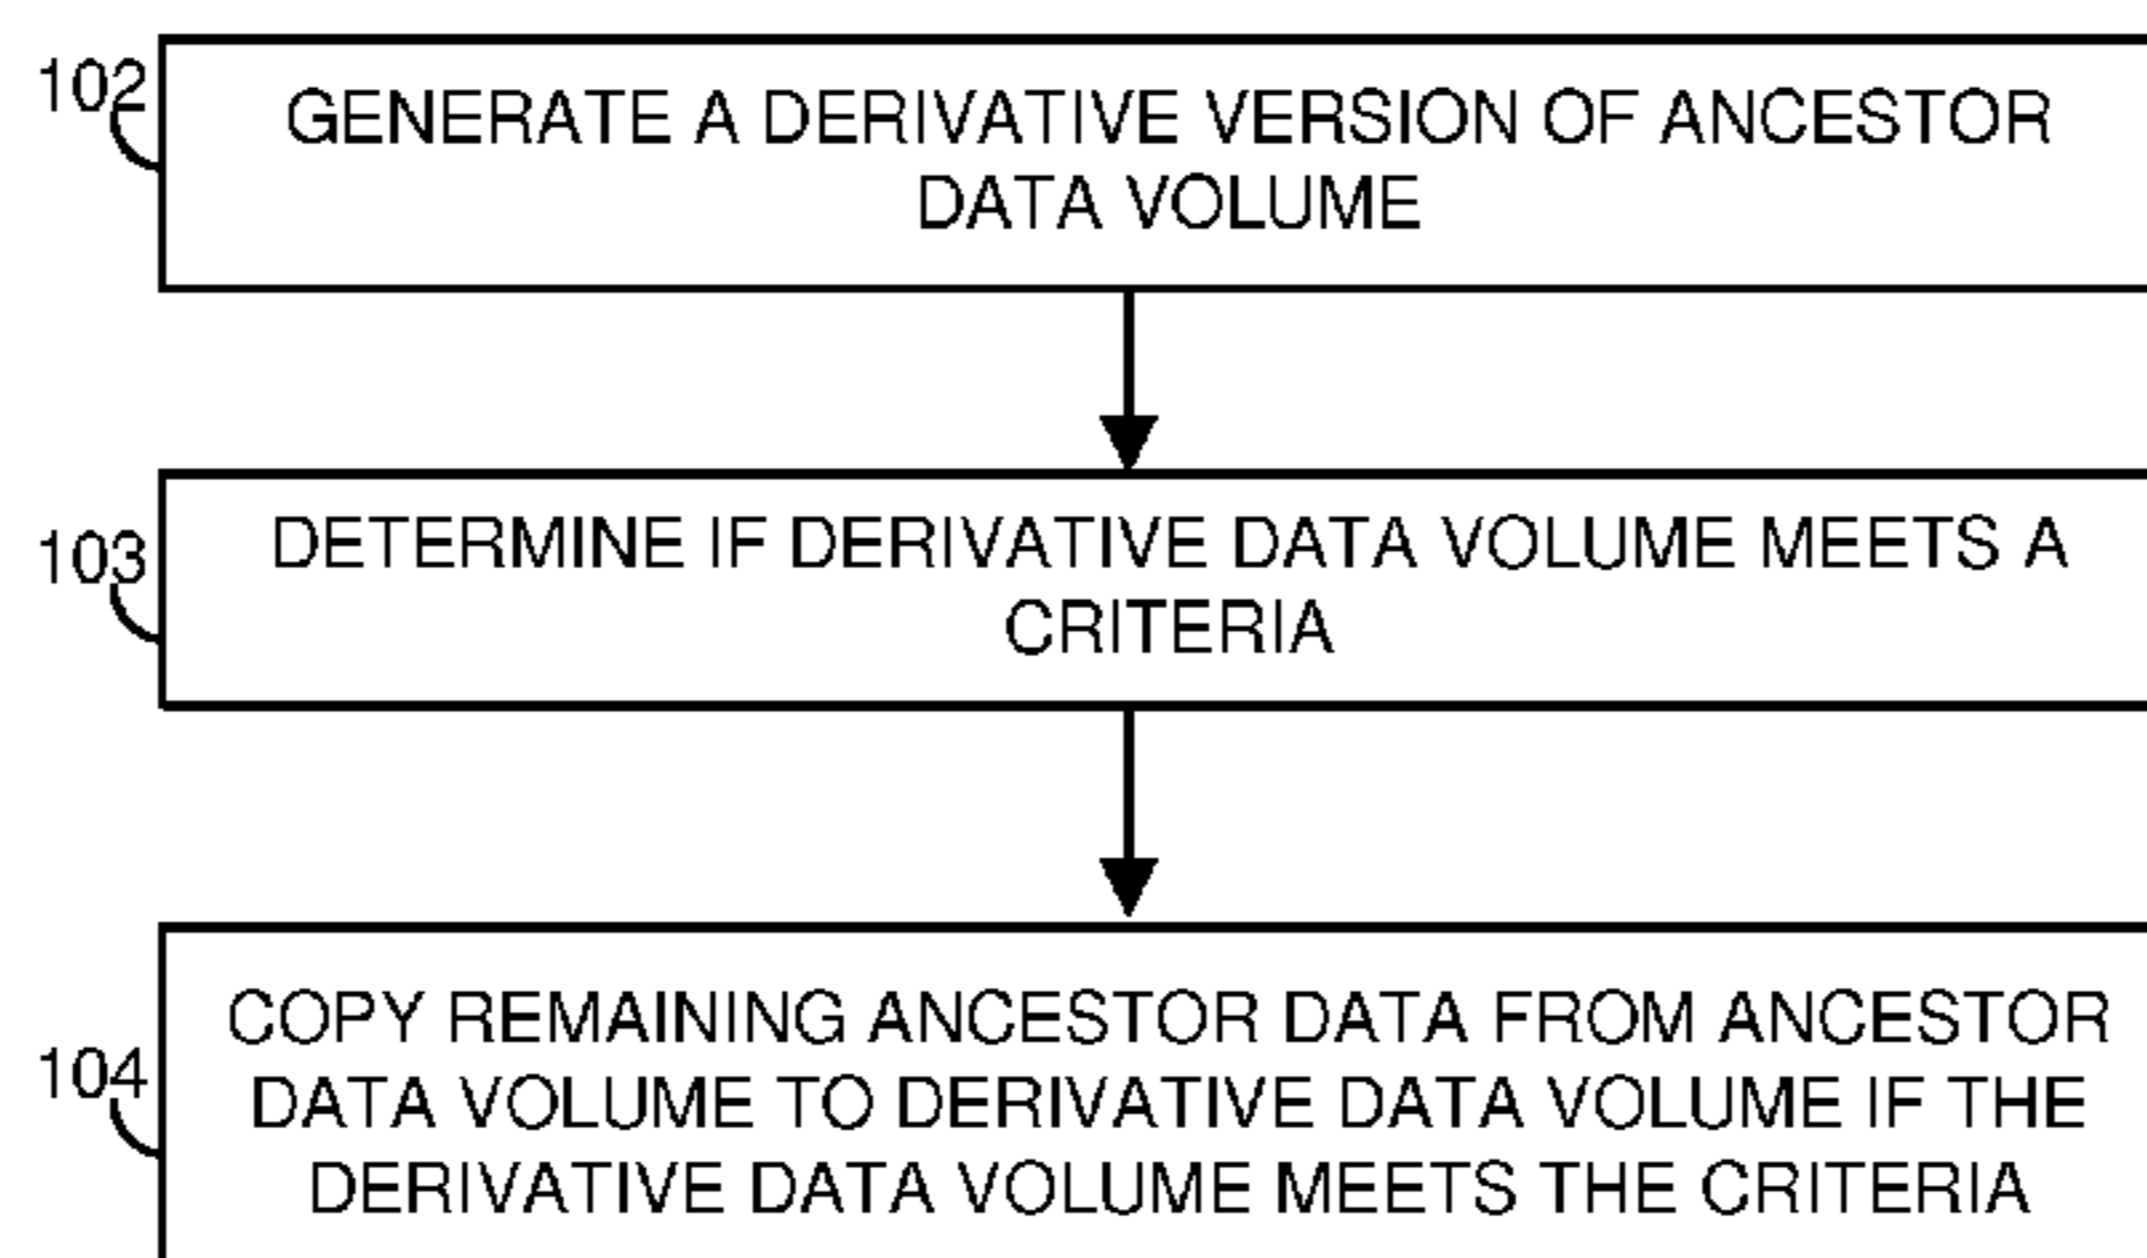 102
GENERATE A DERIVATIVE VERSION OF ANCESTOR
DATA VOLUME
103
DETERMINE IF DERIVATIVE DATA VOLUME MEETS A
CRITERIA
104
COPY REMAINING ANCESTOR DATA FROM ANCESTOR
DATA VOLUME TO DERIVATIVE DATA VOLUME IF THE
DERIVATIVE DATA VOLUME MEETS THE CRITERIA